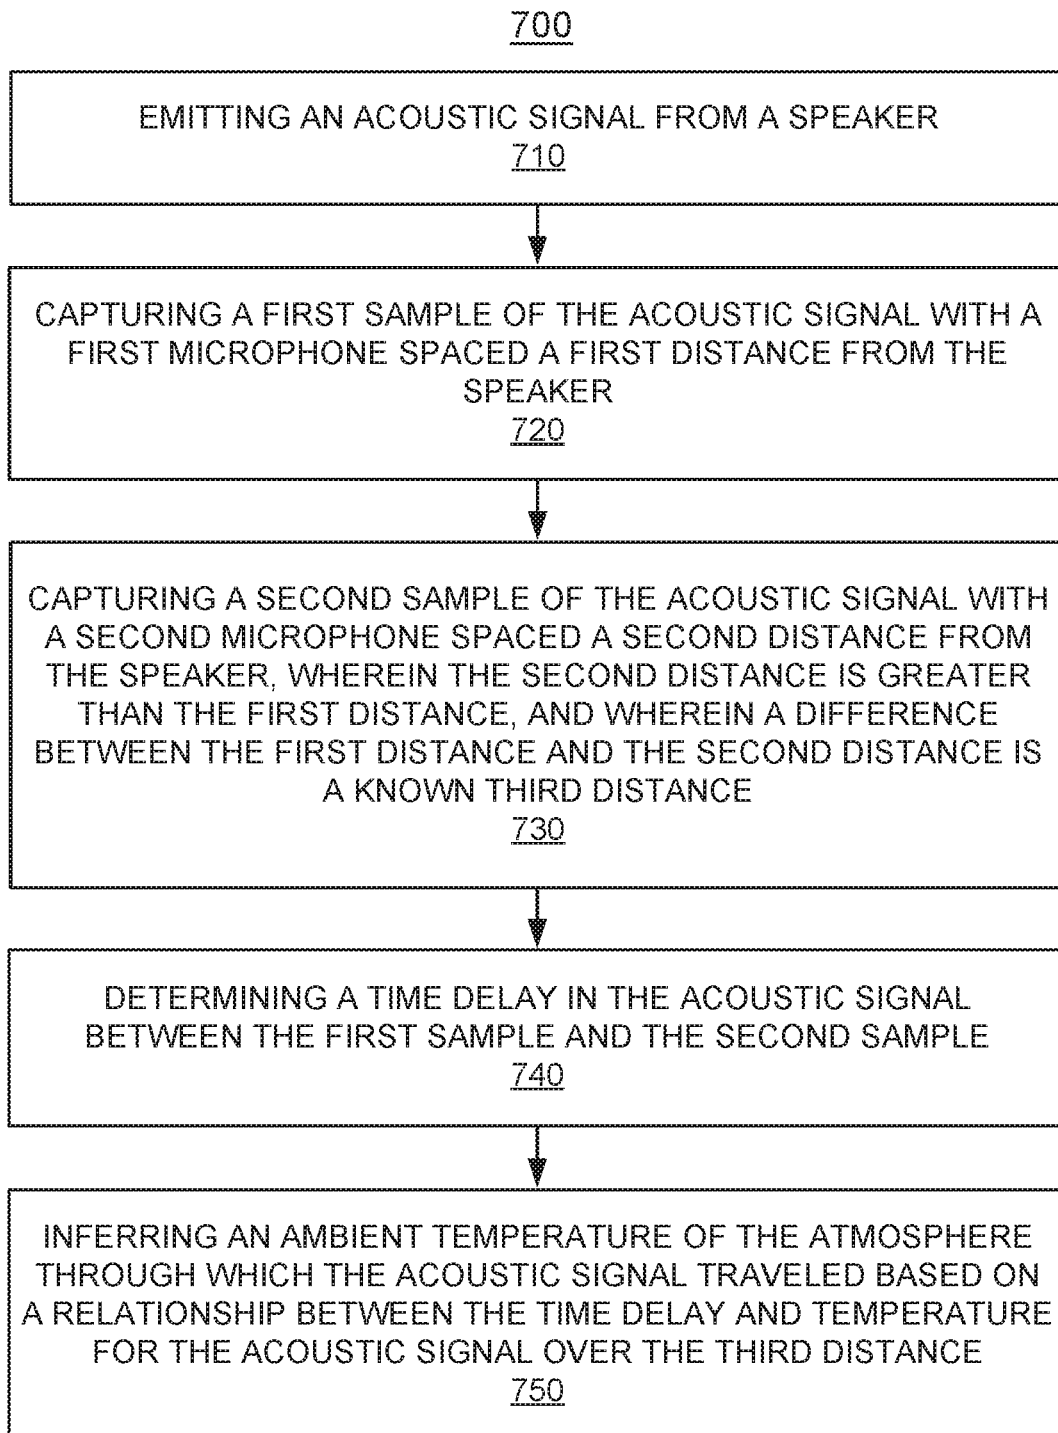 700
EMITTING AN ACOUSTIC SIGNAL FROM A SPEAKER
710
CAPTURING A FIRST SAMPLE OF THE ACOUSTIC SIGNAL WITH A
FIRST MICROPHONE SPACED A FIRST DISTANCE FROM THE
SPEAKER
720
CAPTURING A SECOND SAMPLE OF THE ACOUSTIC SIGNAL WITH
A SECOND MICROPHONE SPACED A SECOND DISTANCE FROM
THE SPEAKER, WHEREIN THE SECOND DISTANCE IS GREATER
THAN THE FIRST DISTANCE, AND WHEREIN A DIFFERENCE
BETWEEN THE FIRST DISTANCE AND THE SECOND DISTANCE IS
A KNOWN THIRD DISTANCE
730
DETERMINING A TIME DELAY IN THE ACOUSTIC SIGNAL
BETWEEN THE FIRST SAMPLE AND THE SECOND SAMPLE
740
INFERRING AN AMBIENT TEMPERATURE OF THE ATMOSPHERE
THROUGH WHICH THE ACOUSTIC SIGNAL TRAVELED BASED ON
A RELATIONSHIP BETWEEN THE TIME DELAY AND TEMPERATURE
FOR THE ACOUSTIC SIGNAL OVER THE THIRD DISTANCE
750